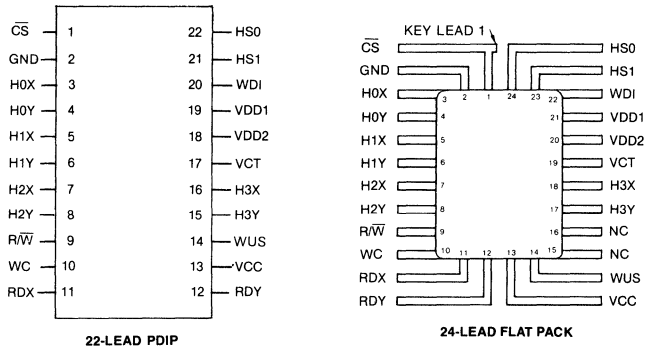 C̅S̅ 1 22 HS0
GND 2 21 HS1
H0X 3 20 WDI
H0Y 4 19 VDD1
H1X 5 18 VDD2
H1Y 6 17 VCT
H2X 7 16 H3X
H2Y 8 15 H3Y
R/W̅ 9 14 WUS
WC 10 13 VCC
RDX 11 12 RDY
22-LEAD PDIP
KEY LEAD 1
C̅S̅ HS0
GND HS1
2 1 24 23
H0X 3 22 WDI
H0Y 4 21 VDD1
H1X 5 20 VDD2
H1Y 6 19 VCT
H2X 7 18 H3X
H2Y 8 17 H3Y
R/W̅ 9 16 NC
WC 10 15 NC
11 12 13 14
RDX WUS
RDY VCC
24-LEAD FLAT PACK